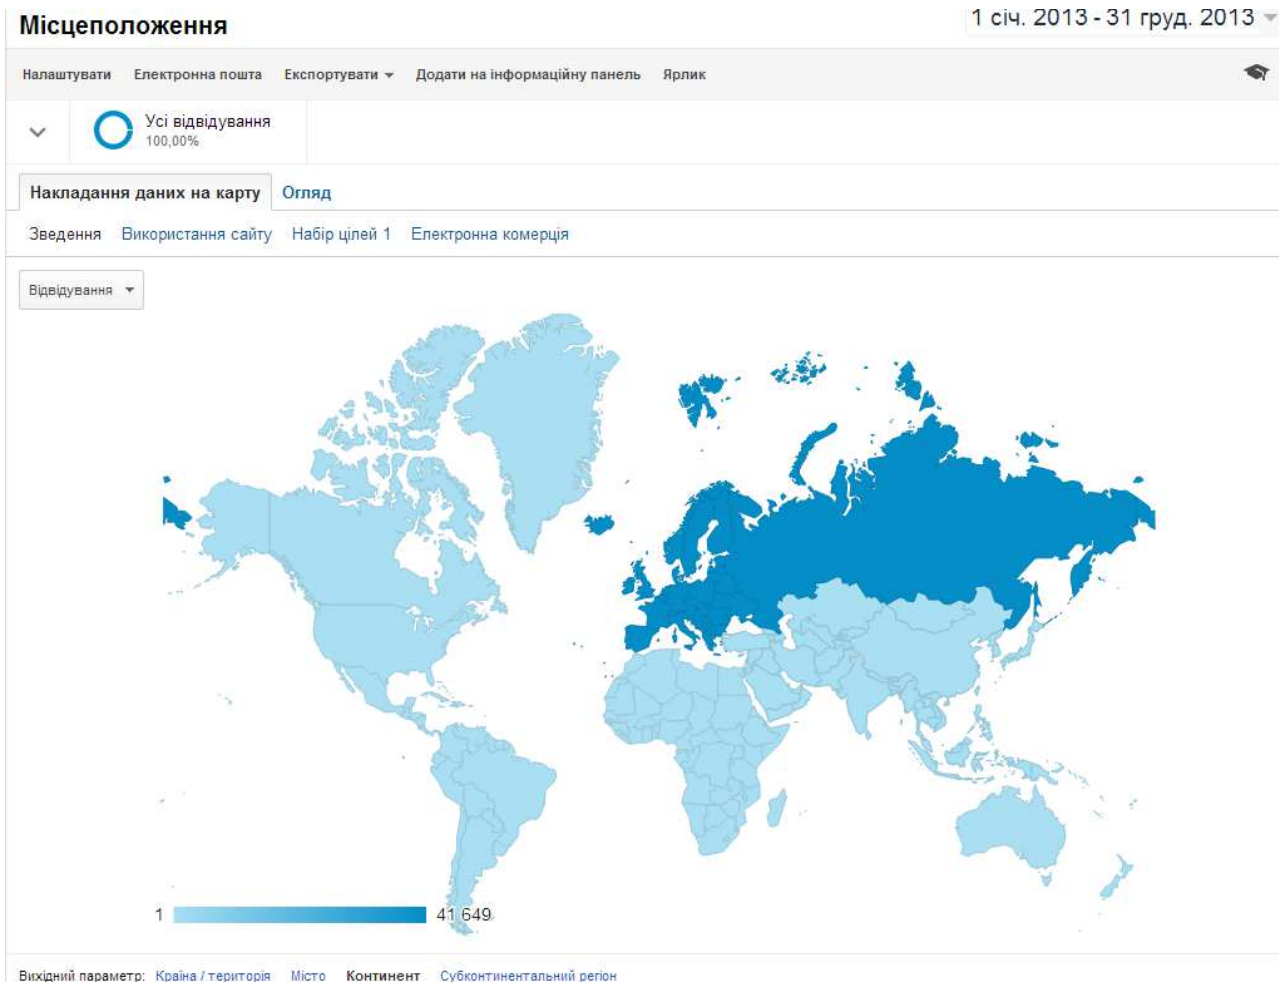 Місцеположення
1 січ. 2013 - 31 груд. 2013
Налаштувати Електронна пошта Експортувати Додати на інформаційну панель Ярлик
Усі відвідування
100,00%
Накладання даних на карту Огляд
Зведення Використання сайту Набір цілей 1 Електронна комерція
Відвідування
1 41 649
Вихідний параметр: Країна / територія Місто Континент Субконтинентальний регіон